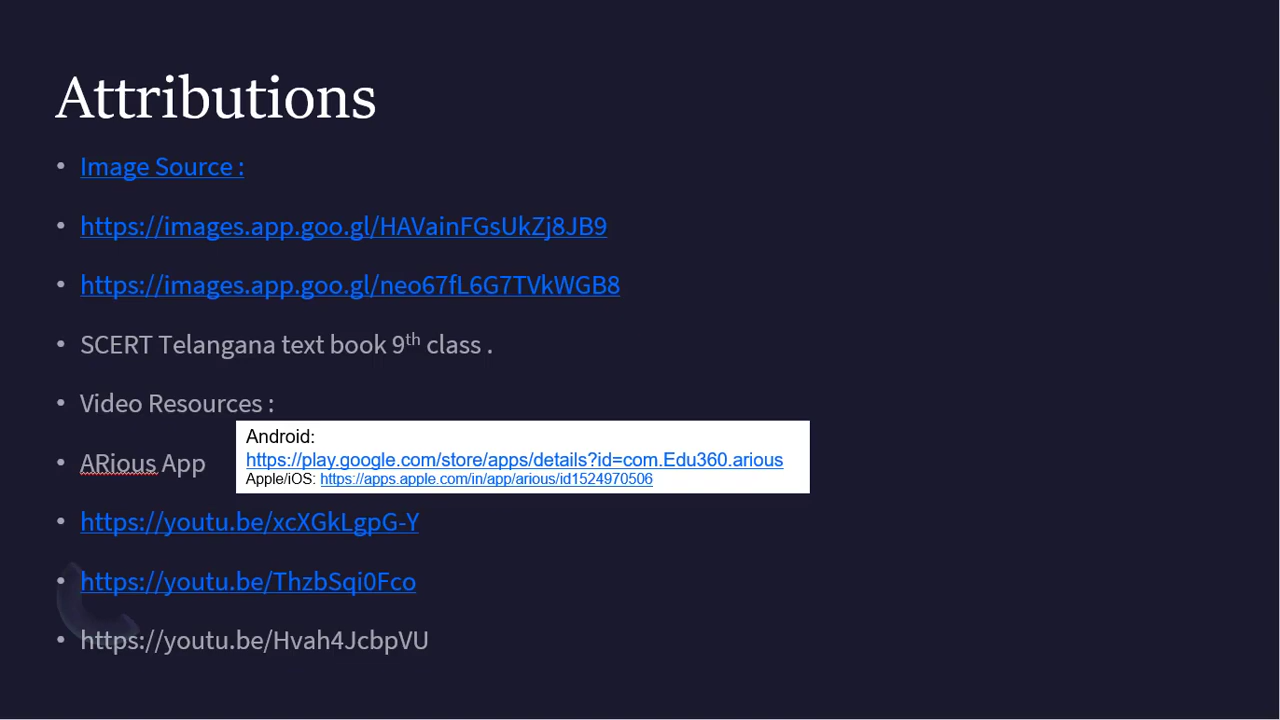 Attributions
• Image Source :
• https://images.app.goo.gl/HAVainFGsUkZj8JB9
• https://images.app.goo.gl/neo67fL6G7TVkWGB8
• SCERT Telangana text book 9th class .
• Video Resources :
• ARious App
Android:
https://play.google.com/store/apps/details?id=com.Edu360.arious
Apple/iOS: https://apps.apple.com/in/app/arious/id1524970506
• https://youtu.be/xcXGkLgpG-Y
• https://youtu.be/ThzbSqi0Fco
• https://youtu.be/Hvah4JcbpVU